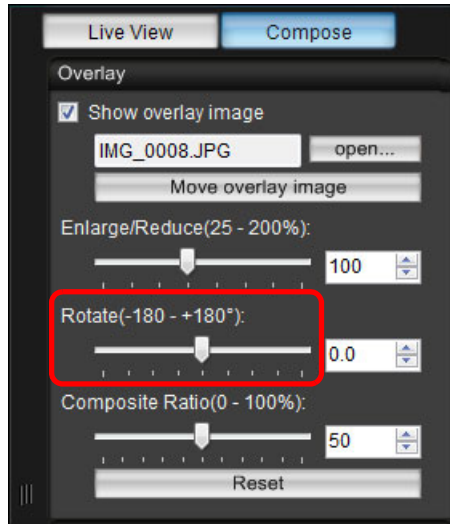 Live View Compose
Overlay
Show overlay image
IMG_0008.JPG open...
Move overlay image
Enlarge/Reduce(25 - 200%):
100
Rotate(-180 - +180°):
0.0
Composite Ratio(0 - 100%):
50
Reset